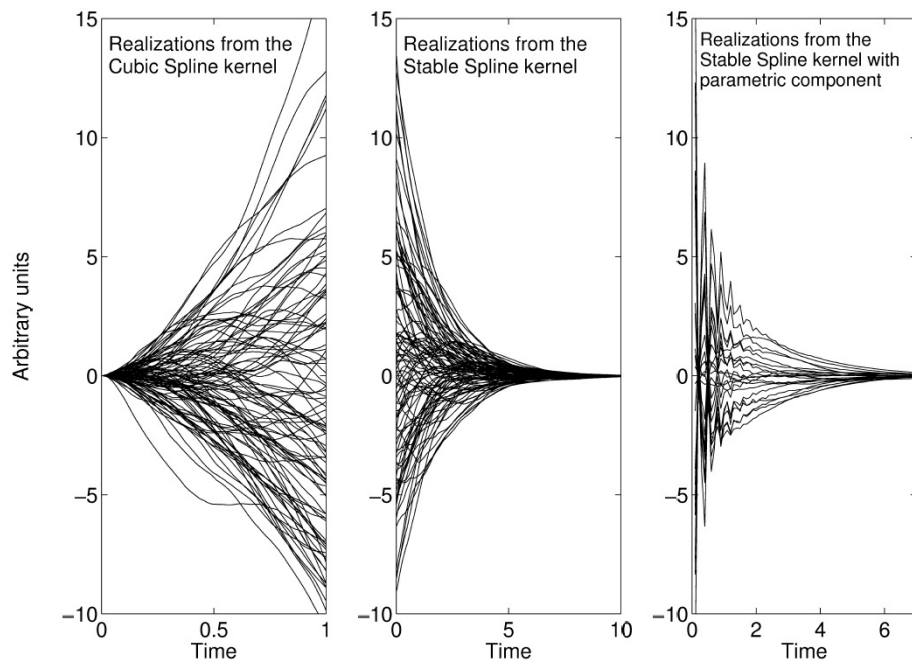 Realizations from the
Cubic Spline kernel
Realizations from the
Stable Spline kernel
Realizations from the
Stable Spline kernel with
parametric component
Arbitrary units
15
10
5
0
−5
−10
0
0.5
1
Time
15
10
5
0
−5
−10
0
5
10
Time
15
10
5
0
−5
−10
0
2
4
6
Time